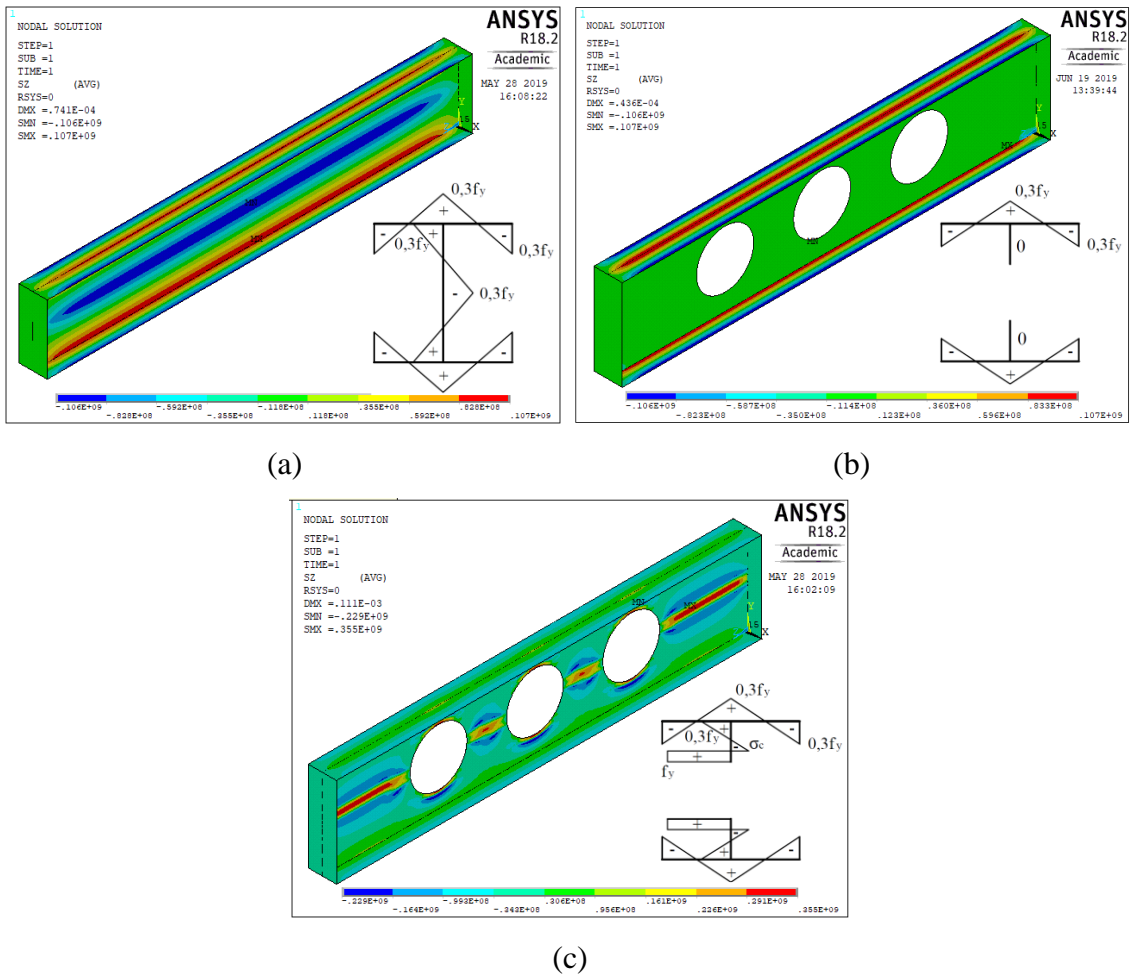 1
NODAL SOLUTION
STEP=1
SUB =1
TIME=1
SZ (AVG)
RSYS=0
DMX =.741E-04
SMN =-.106E+09
SMX =.107E+09
ANSYS
R18.2
Academic
MAY 28 2019
16:08:22
Y
X
MN
MX
0,3fy
+
-
-
0,3fy
+
0,3fy
-
0,3fy
+
-
-
+
-.106E+09
-.828E+08
-.592E+08
-.355E+08
-.118E+08
.118E+08
.355E+08
.592E+08
.828E+08
.107E+09
(a)
1
NODAL SOLUTION
STEP=1
SUB =1
TIME=1
SZ (AVG)
RSYS=0
DMX =.436E-04
SMN =-.106E+09
SMX =.107E+09
ANSYS
R18.2
Academic
JUN 19 2019
13:39:44
Y
X
MX
MN
0,3fy
+
-
-
0,3fy
0
0
-
-
+
-.106E+09
-.823E+08
-.587E+08
-.350E+08
-.114E+08
.123E+08
.360E+08
.596E+08
.833E+08
.107E+09
(b)
1
NODAL SOLUTION
STEP=1
SUB =1
TIME=1
SZ (AVG)
RSYS=0
DMX =.111E-03
SMN =-.229E+09
SMX =.355E+09
ANSYS
R18.2
Academic
MAY 28 2019
16:02:09
MN
MX
Y
X
0,3fy
+
-
-
0,3fy
+
0,3fy
-
σc
+
fy
+
-
-
+
-
+
-.229E+09
-.164E+09
-.993E+08
-.343E+08
.306E+08
.956E+08
.161E+09
.226E+09
.291E+09
.355E+09
(c)